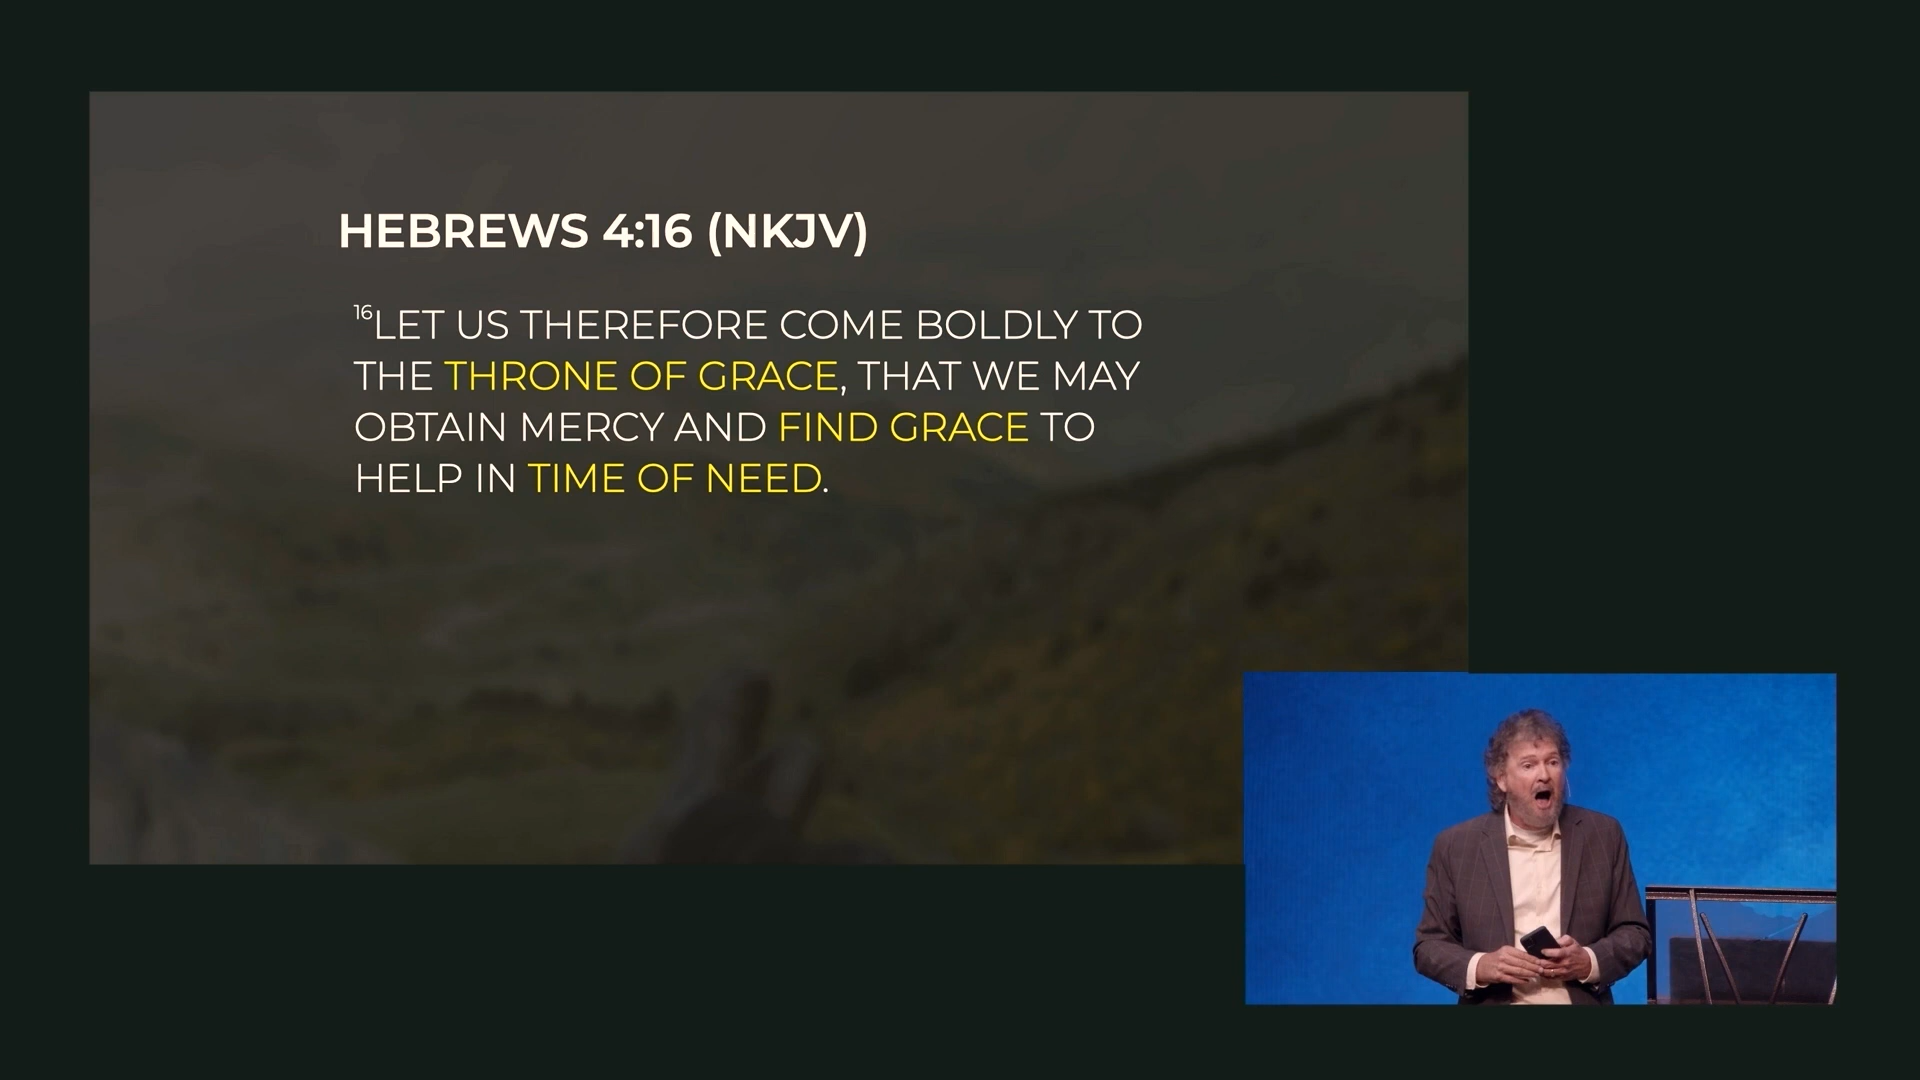 HEBREWS 4:16 (NKJV)
16LET US THEREFORE COME BOLDLY TO
THE THRONE OF GRACE, THAT WE MAY
OBTAIN MERCY AND FIND GRACE TO
HELP IN TIME OF NEED.